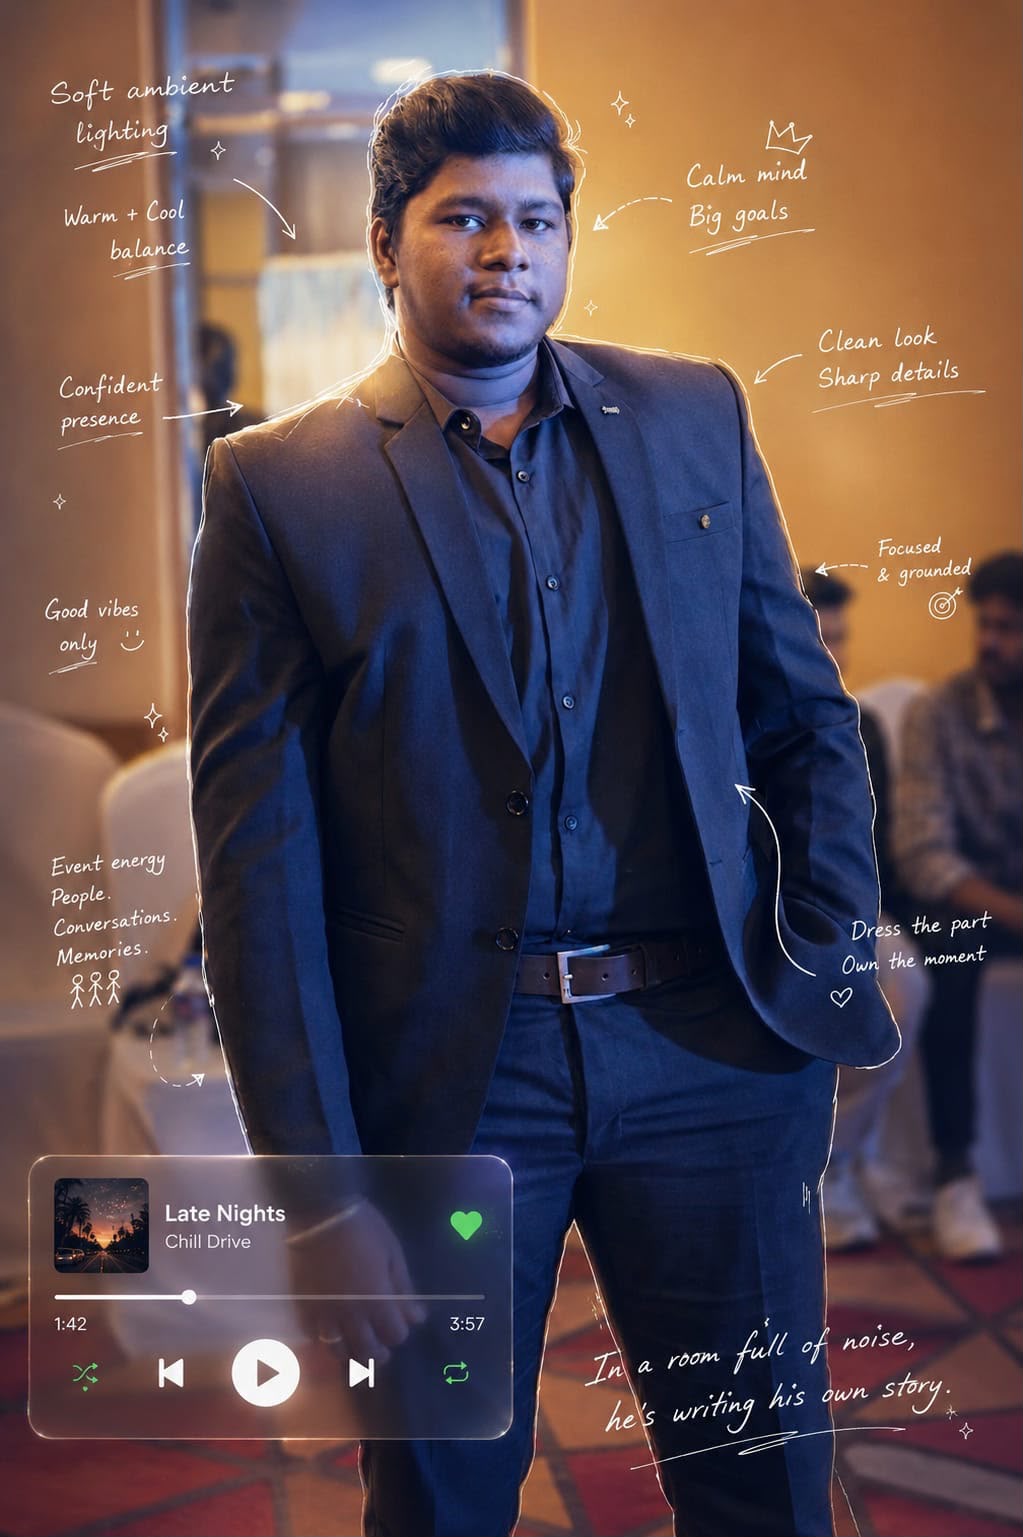 Soft ambient
lighting
Warm + Cool
balance
Calm mind
Big goals
Clean look
Sharp details
Confident
presence
Focused
& grounded
Good vibes
only
Event energy
People.
Conversations.
Memories.
Dress the part
Own the moment
Late Nights
Chill Drive
1:42
3:57
In a room full of noise,
he's writing his own story.